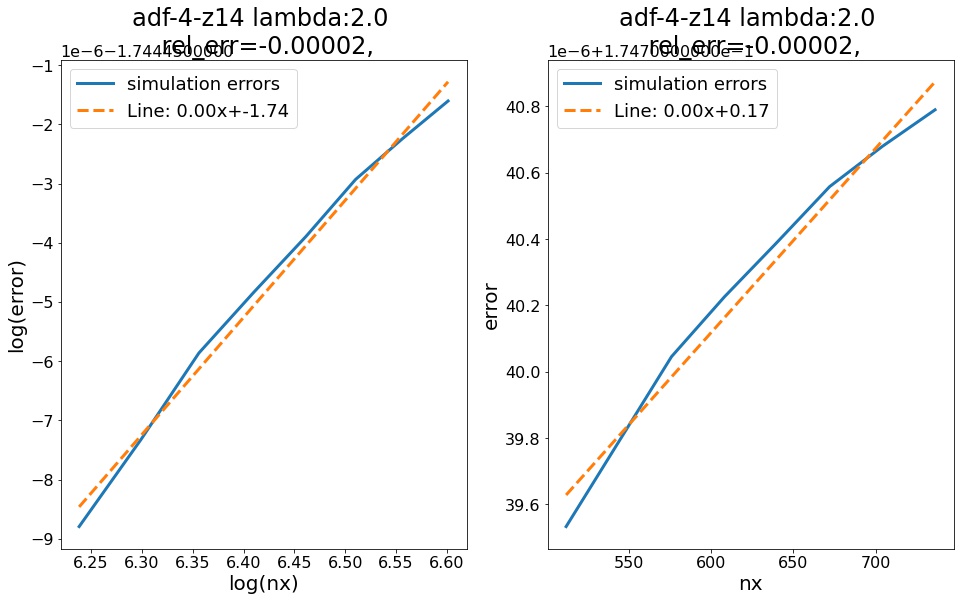 adf-4-z14 lambda:2.0
rel_err=-0.00002,
1e-6−1.7444500000
simulation errors
Line: 0.00x+-1.74
−1
−2
−3
−4
−5
−6
−7
−8
−9
log(error)
6.25
6.30
6.35
6.40
6.45
6.50
6.55
6.60
log(nx)
adf-4-z14 lambda:2.0
rel_err=-0.00002,
1e-6+1.7470000000e-1
simulation errors
Line: 0.00x+0.17
40.8
40.6
40.4
40.2
40.0
39.8
39.6
error
550
600
650
700
nx